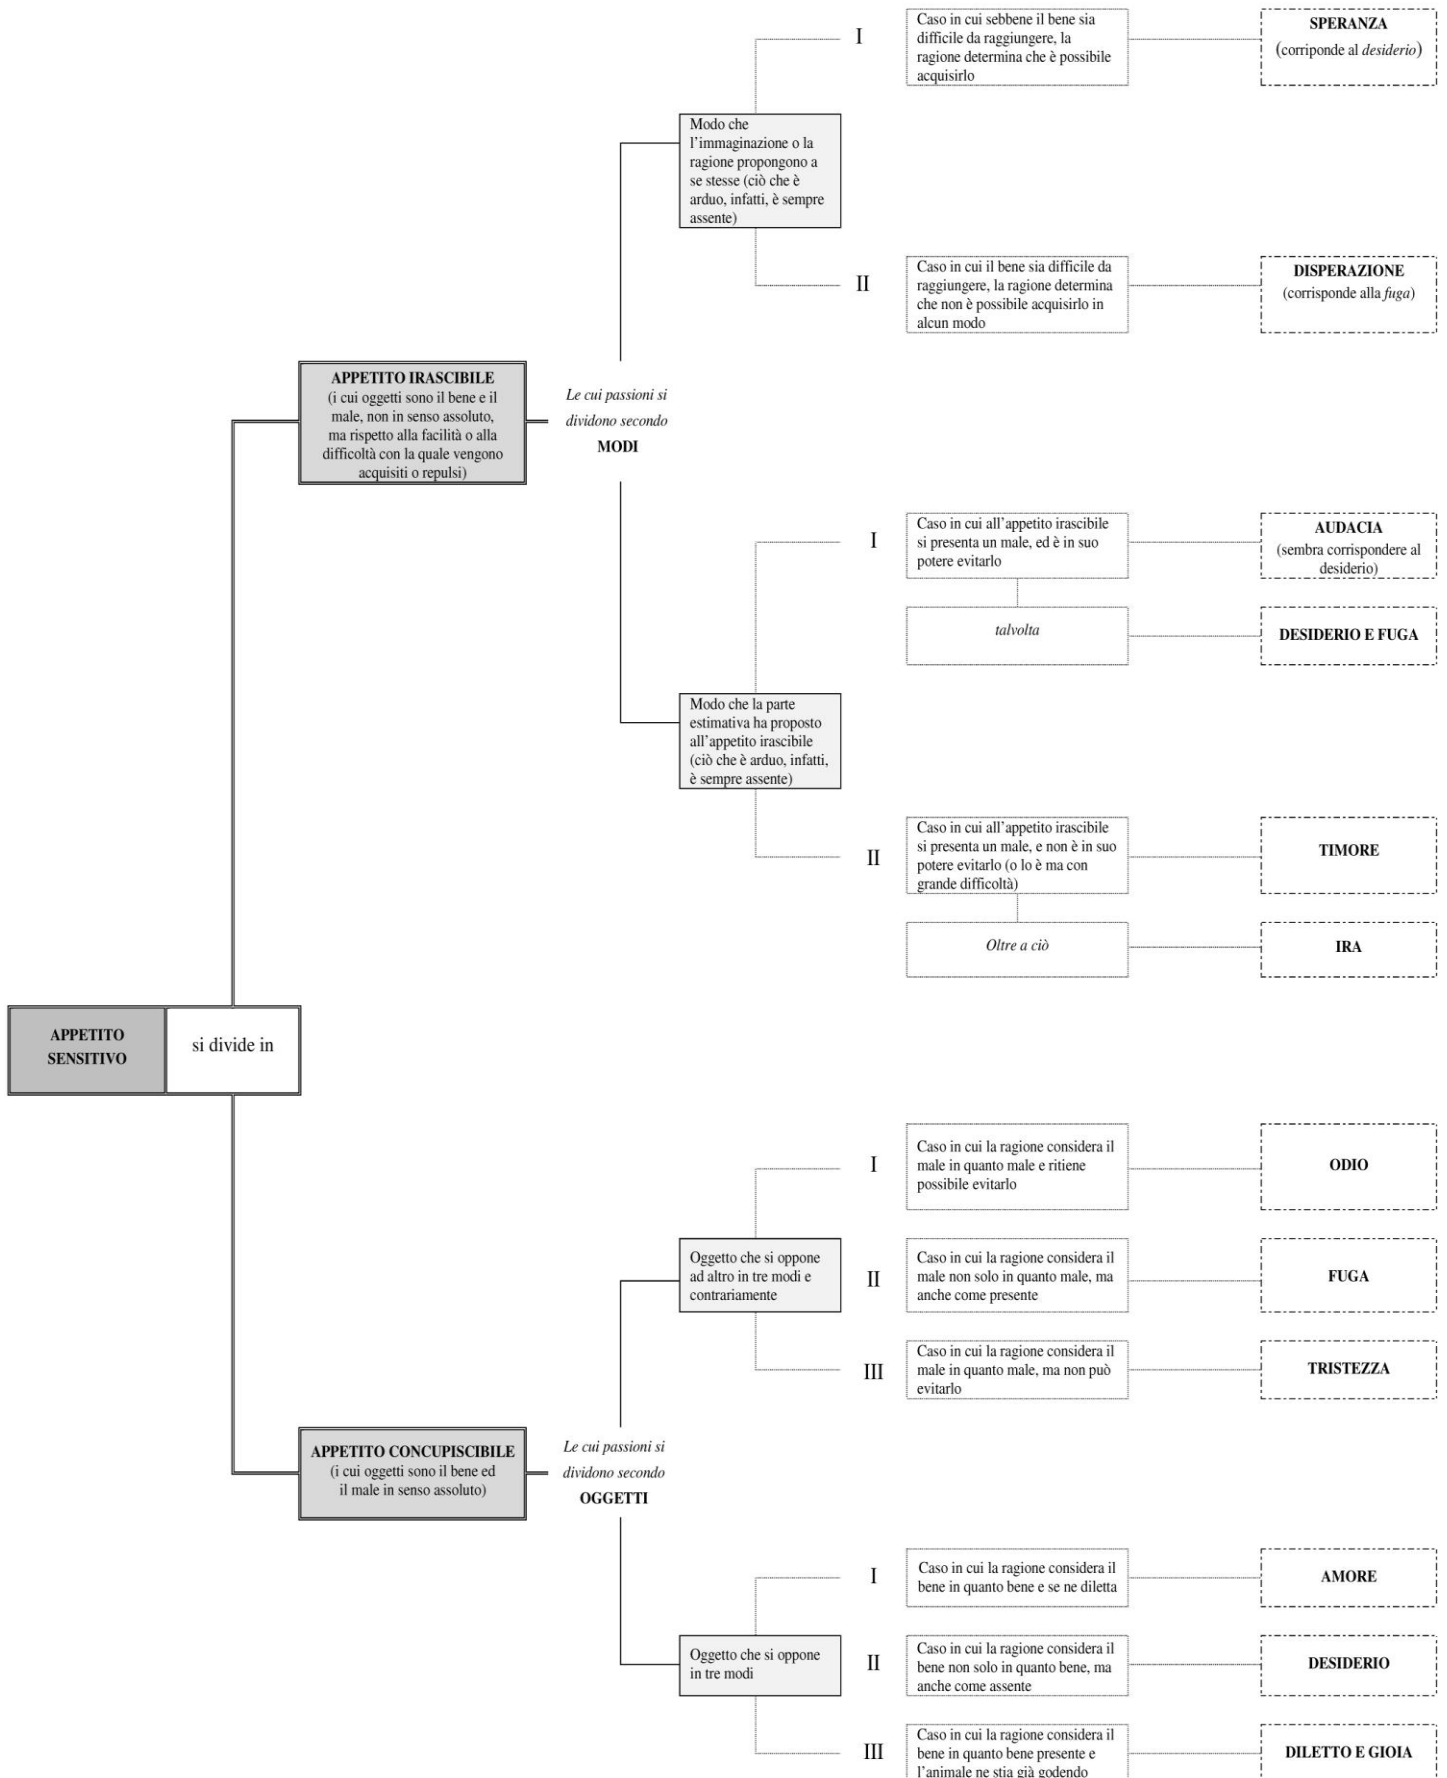 I
Caso in cui sebbene il bene sia
difficile da raggiungere, la
ragione determina che è possibile
acquisirlo
SPERANZA
(corriponde al desiderio)
Modo che
l’immaginazione o la
ragione propongono a
se stesse (ciò che è
arduo, infatti, è sempre
assente)
II
Caso in cui il bene sia difficile da
raggiungere, la ragione determina
che non è possibile acquisirlo in
alcun modo
DISPERAZIONE
(corrisponde alla fuga)
APPETITO IRASCIBILE
(i cui oggetti sono il bene e il
male, non in senso assoluto,
ma rispetto alla facilità o alla
difficoltà con la quale vengono
acquisiti o repulsi)
Le cui passioni si
dividono secondo
MODI
I
Caso in cui all’appetito irascibile
si presenta un male, ed è in suo
potere evitarlo
AUDACIA
(sembra corrispondere al
desiderio)
talvolta
DESIDERIO E FUGA
Modo che la parte
estimativa ha proposto
all’appetito irascibile
(ciò che è arduo, infatti,
è sempre assente)
II
Caso in cui all’appetito irascibile
si presenta un male, e non è in suo
potere evitarlo (o lo è ma con
grande difficoltà)
TIMORE
Oltre a ciò
IRA
APPETITO
SENSITIVO
si divide in
I
Caso in cui la ragione considera il
male in quanto male e ritiene
possibile evitarlo
ODIO
Oggetto che si oppone
ad altro in tre modi e
contrariamente
II
Caso in cui la ragione considera il
male non solo in quanto male, ma
anche come presente
FUGA
III
Caso in cui la ragione considera il
male in quanto male, ma non può
evitarlo
TRISTEZZA
APPETITO CONCUPISCIBILE
(i cui oggetti sono il bene ed
il male in senso assoluto)
Le cui passioni si
dividono secondo
OGGETTI
I
Caso in cui la ragione considera il
bene in quanto bene e se ne diletta
AMORE
Oggetto che si oppone
in tre modi
II
Caso in cui la ragione considera il
bene non solo in quanto bene, ma
anche come assente
DESIDERIO
III
Caso in cui la ragione considera il
bene in quanto bene presente e
l’animale ne stia già godendo
DILETTO E GIOIA